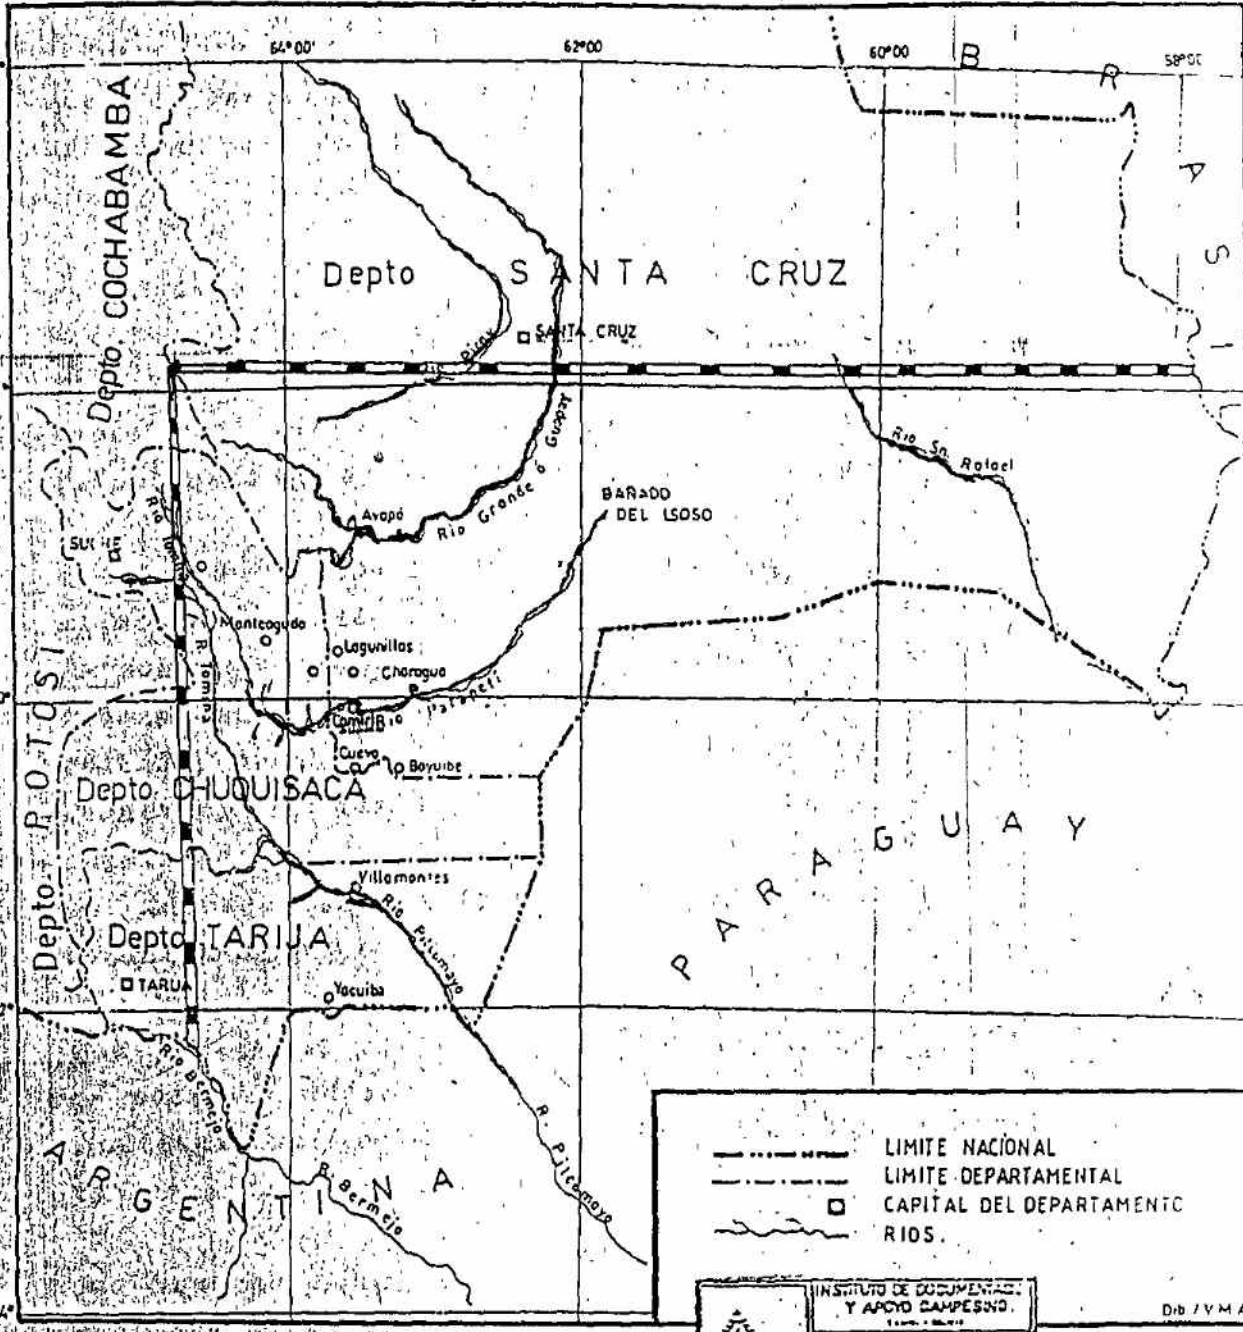 64°00'
62°00
60°00
58°00
B R A S I L
Depto. COCHABAMBA
Depto SANTA CRUZ
SANTA CRUZ
Piray
Rio Grande ó Guapay
Rio Sn. Rafael
BAÑADO
DEL ISOSO
Avapó
SUCRE
Monteagudo
R. Tomina
Lagunillas
Charagua
Rio Parapetí
Camiri
Cuevo
Boyuibe
Depto. POTOSI
Depto. CHUQUISACA
PARAGUAY
Villamontes
Rio Pilcomayo
Depto. TARIJA
TARIJA
Yacuiba
Rio Bermejo
ARGENTINA
R. Bermejo
R. Pilcomayo
LIMITE NACIONAL
LIMITE DEPARTAMENTAL
CAPITAL DEL DEPARTAMENTO
RIOS.
INSTITUTO DE DOCUMENTAC.
Y APOYO CAMPESINO.
Dib / V M A